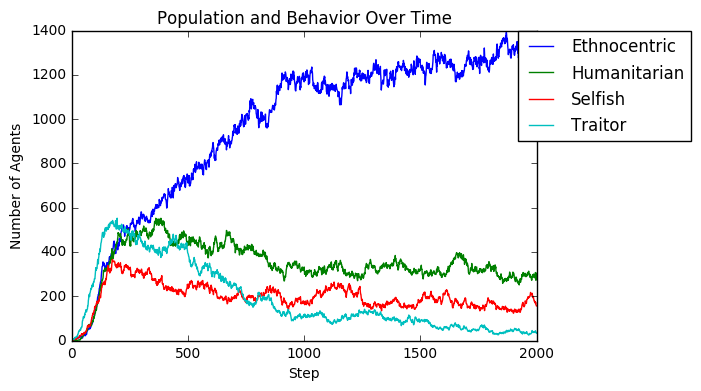 Population and Behavior Over Time
Number of Agents
1400
1200
1000
800
600
400
200
0
0 500 1000 1500 2000
Step
Ethnocentric
Humanitarian
Selfish
Traitor